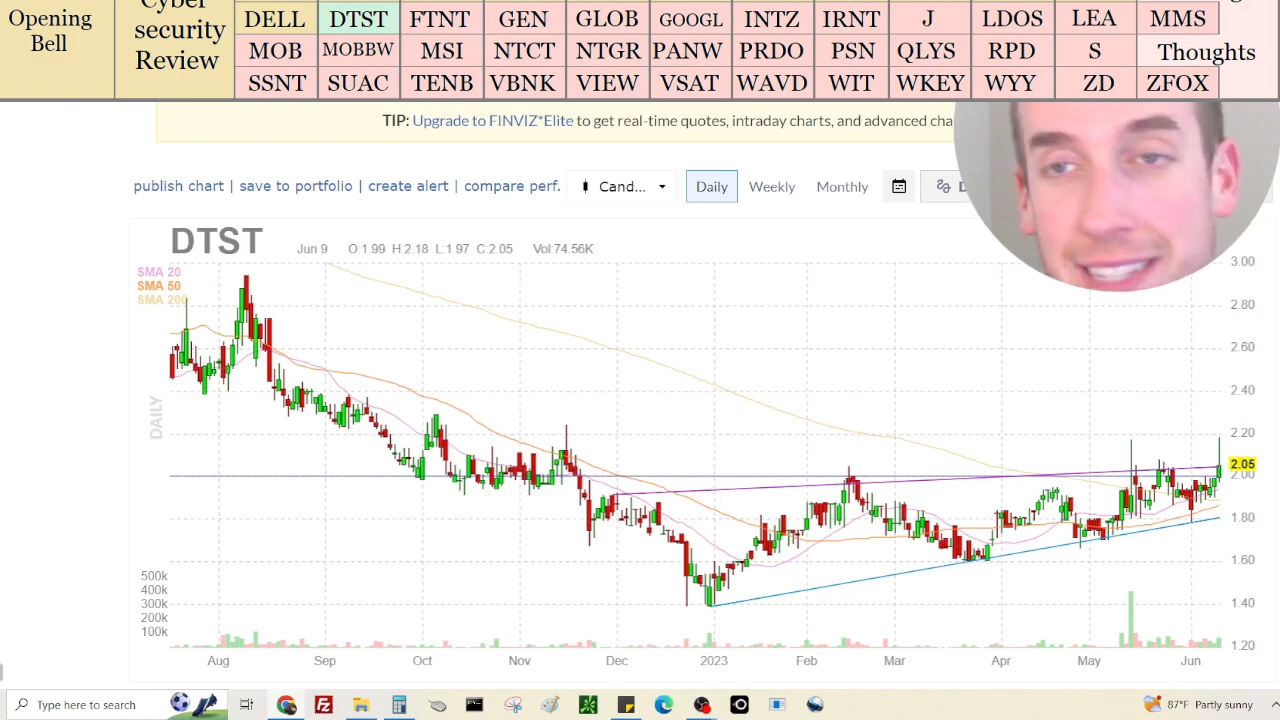 Opening
Bell
Cyber
security
Review
DELL DTST FTNT GEN GLOB GOOGL INTZ IRNT J LDOS LEA MMS
MOB MOBBW MSI NTCT NTGR PANW PRDO PSN QLYS RPD S Thoughts
SSNT SUAC TENB VBNK VIEW VSAT WAVD WIT WKEY WYY ZD ZFOX
TIP: Upgrade to FINVIZ*Elite to get real-time quotes, intraday charts, and advanced cha
publish chart | save to portfolio | create alert | compare perf. Cand... Daily Weekly Monthly D
DTST Jun 9 O:1.99 H:2.18 L:1.97 C:2.05 Vol:74.56K
SMA 20
SMA 50
SMA 200
DAILY
3.00
2.80
2.60
2.40
2.20
2.05
2.00
1.80
1.60
1.40
1.20
500k
400k
300k
200k
100k
Aug Sep Oct Nov Dec 2023 Feb Mar Apr May Jun
Type here to search 87°F Partly sunny